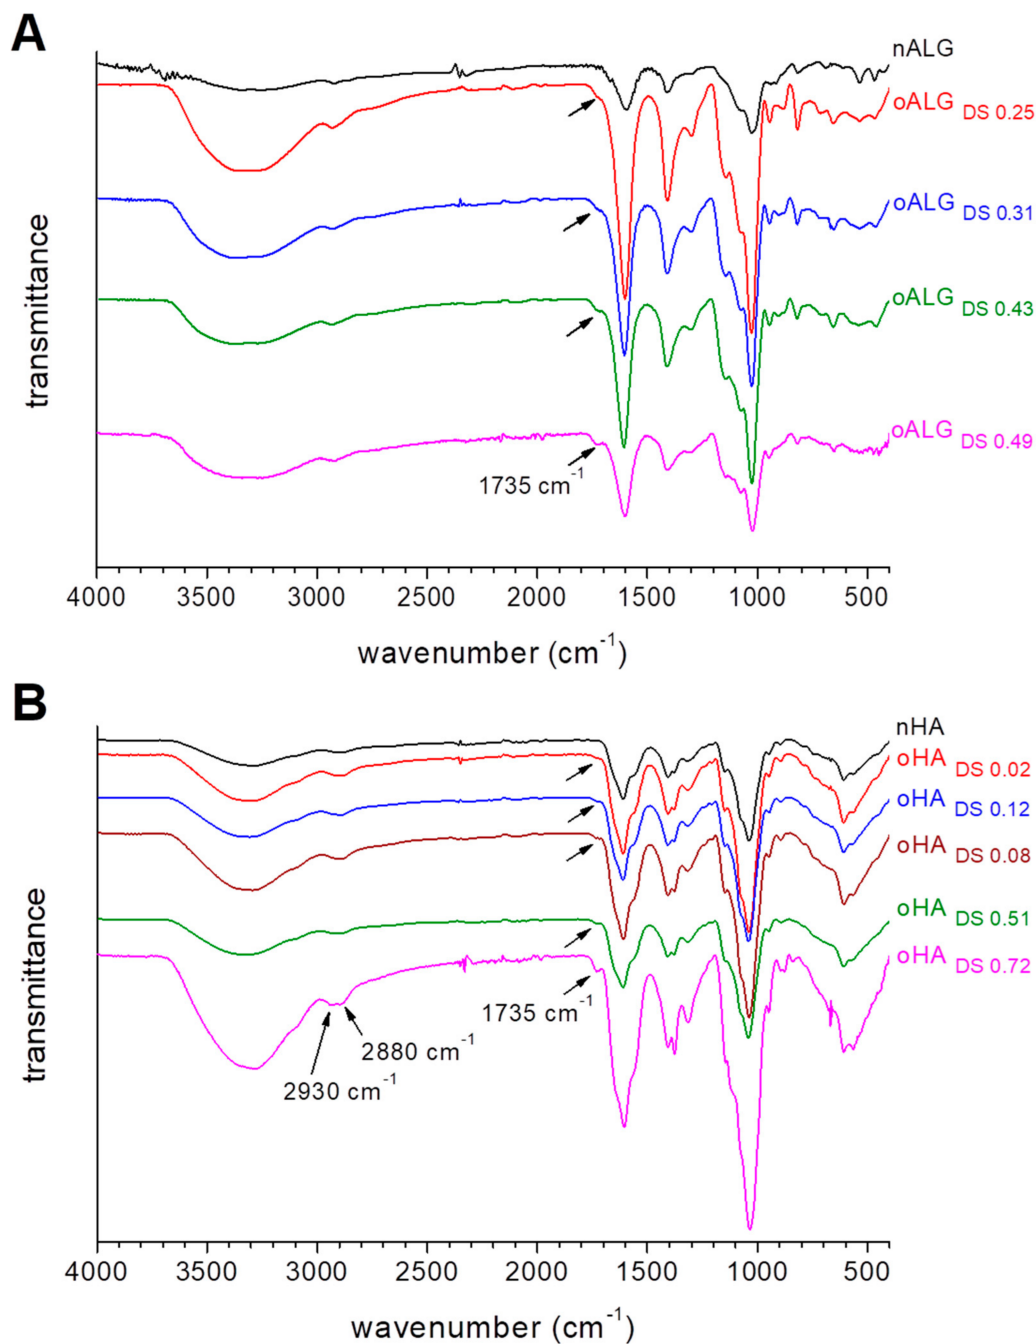 A
nALG
oALG DS 0.25
oALG DS 0.31
oALG DS 0.43
oALG DS 0.49
1735 cm⁻¹
transmittance
4000 3500 3000 2500 2000 1500 1000 500
wavenumber (cm⁻¹)
B
nHA
oHA DS 0.02
oHA DS 0.12
oHA DS 0.08
oHA DS 0.51
oHA DS 0.72
1735 cm⁻¹
2880 cm⁻¹
2930 cm⁻¹
transmittance
4000 3500 3000 2500 2000 1500 1000 500
wavenumber (cm⁻¹)